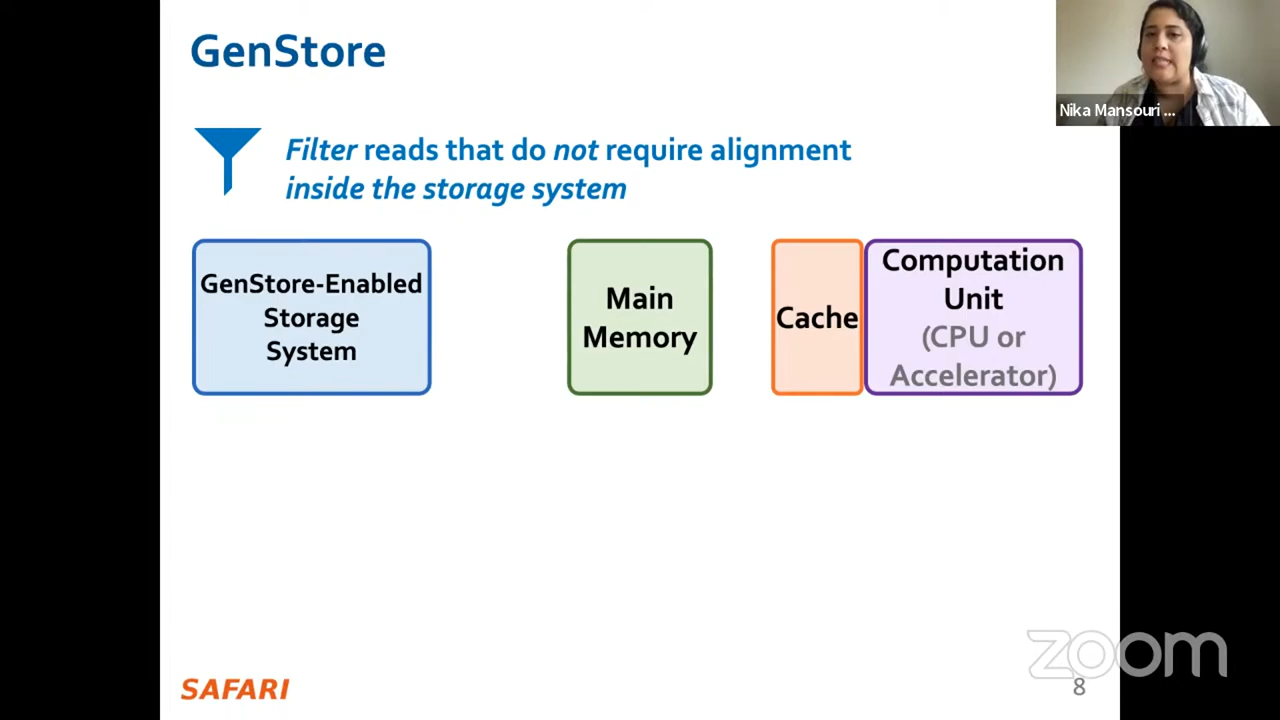 GenStore
Nika Mansouri ...
Filter reads that do not require alignment
inside the storage system
GenStore-Enabled
Storage
System
Main
Memory
Cache
Computation
Unit
(CPU or
Accelerator)
SAFARI
zoom
8